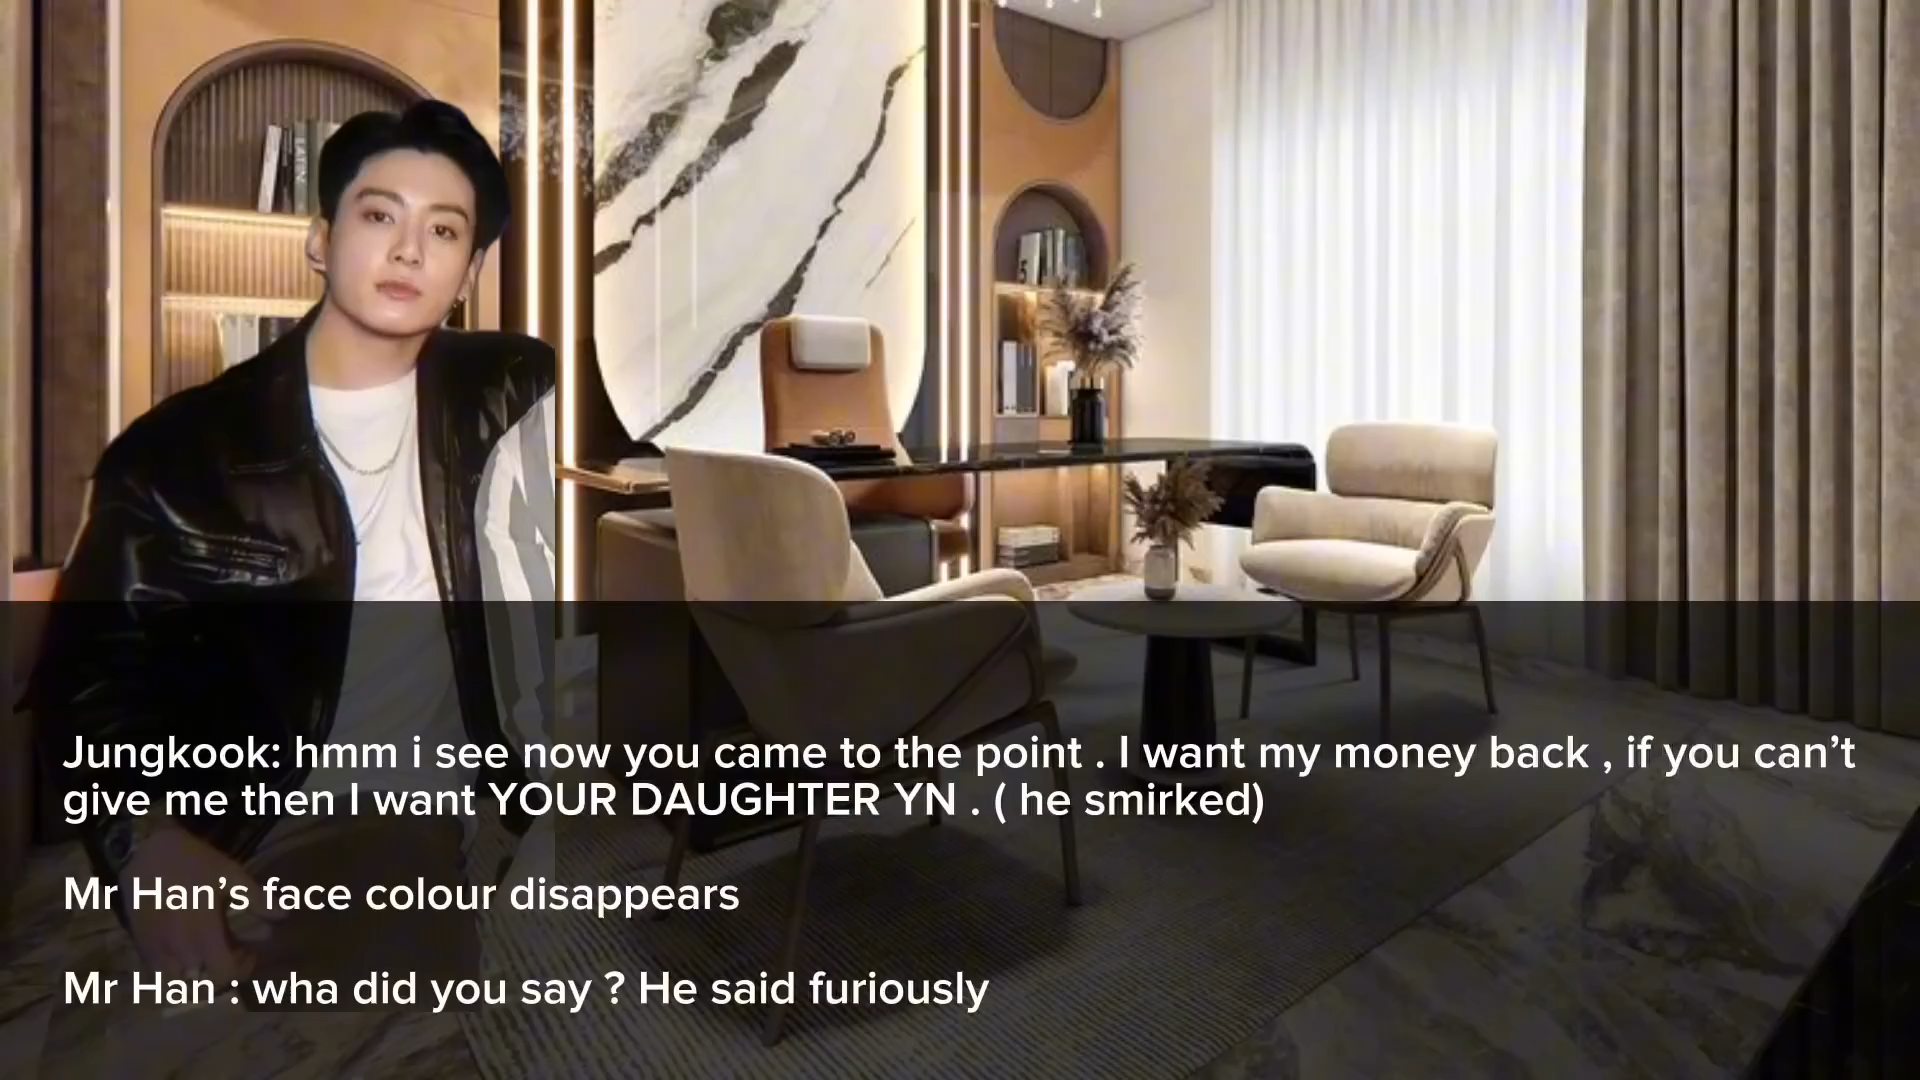 LATIN
Jungkook: hmm i see now you came to the point . I want my money back , if you can’t
give me then I want YOUR DAUGHTER YN . ( he smirked)
Mr Han’s face colour disappears
Mr Han : wha did you say ? He said furiously